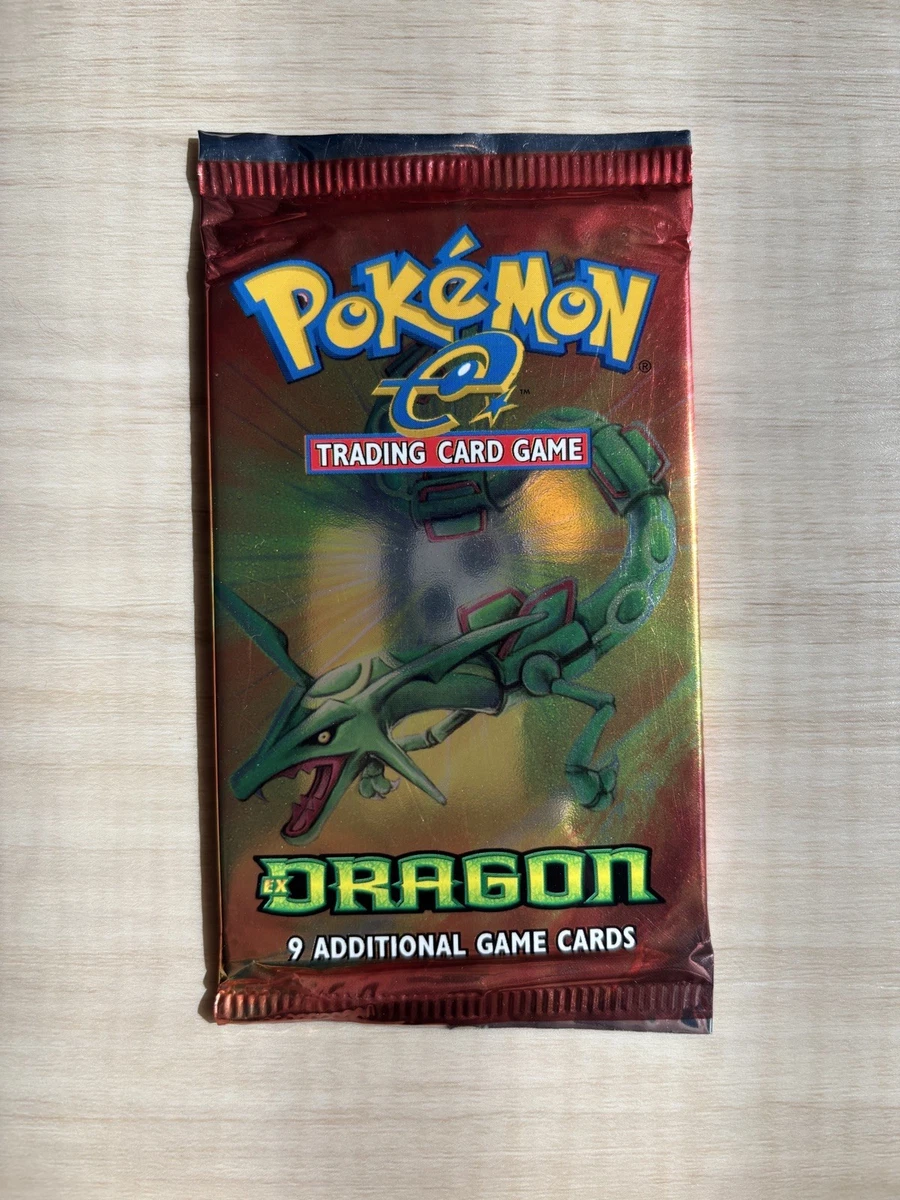 POKéMON ®
e ™
TRADING CARD GAME
EX DRAGON
9 ADDITIONAL GAME CARDS